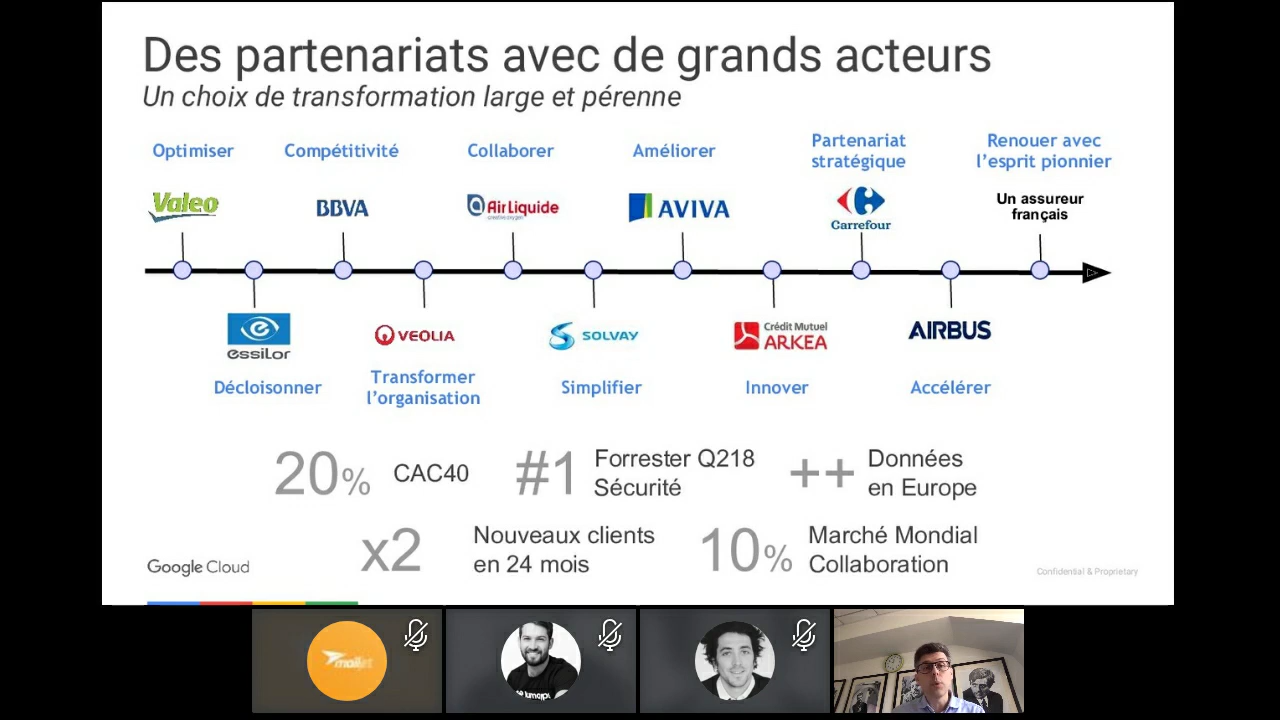 Des partenariats avec de grands acteurs
Un choix de transformation large et pérenne
Optimiser
Compétitivité
Collaborer
Améliorer
Partenariat
stratégique
Renouer avec
l'esprit pionnier
Valeo
BBVA
Air Liquide
creative oxygen
AVIVA
Carrefour
Un assureur
français
essilor
VEOLIA
SOLVAY
Crédit Mutuel
ARKEA
AIRBUS
Décloisonner
Transformer
l'organisation
Simplifier
Innover
Accélérer
20% CAC40
#1 Forrester Q218
Sécurité
++ Données
en Europe
x2 Nouveaux clients
en 24 mois
10% Marché Mondial
Collaboration
Google Cloud
Confidential & Proprietary
mailjet